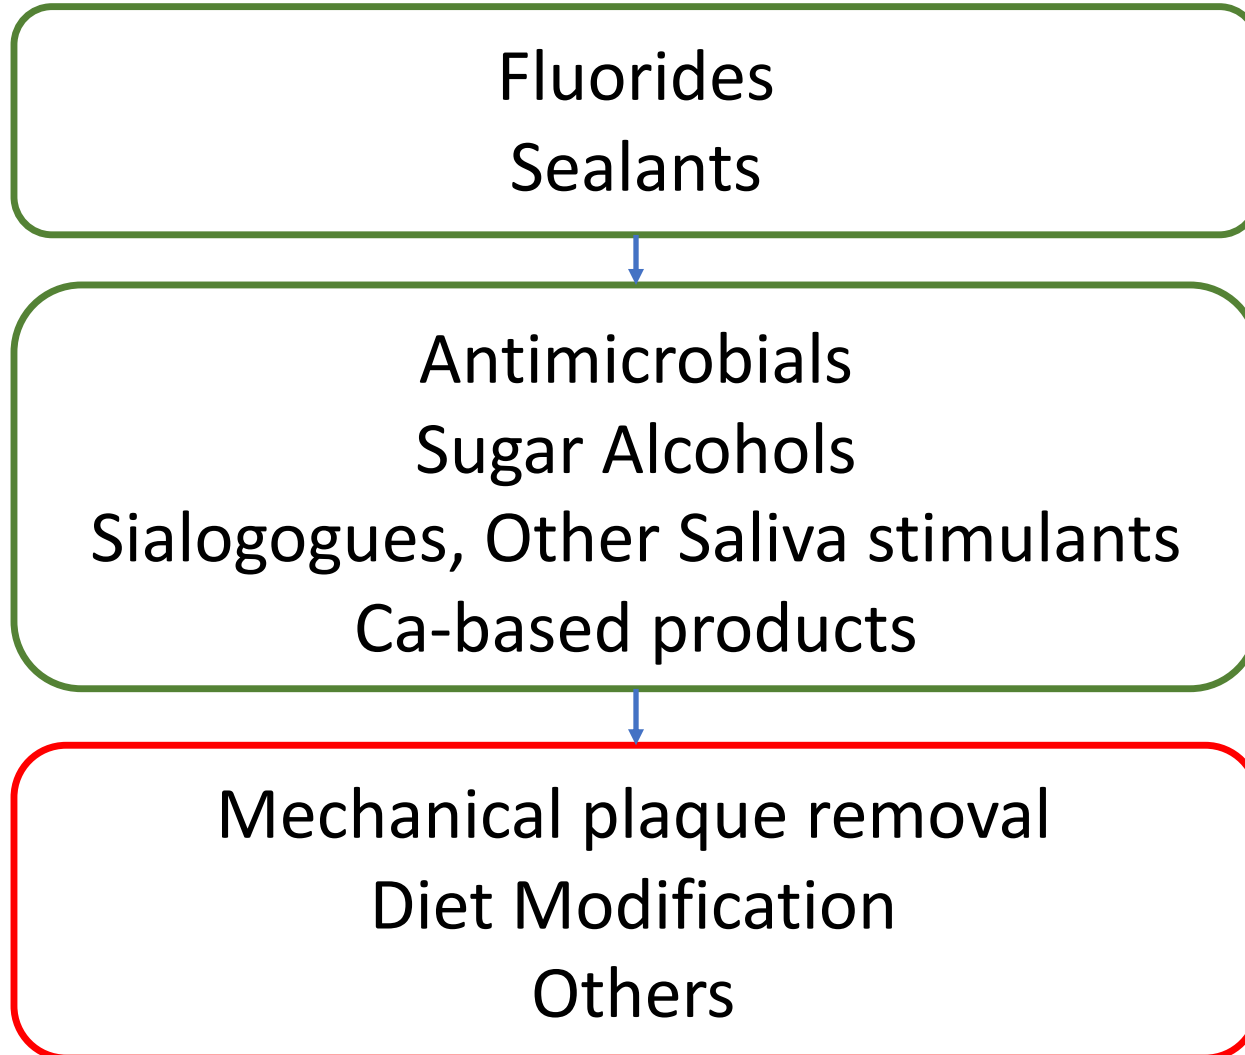 Fluorides
Sealants
Antimicrobials
Sugar Alcohols
Sialogogues, Other Saliva stimulants
Ca-based products
Mechanical plaque removal
Diet Modification
Others